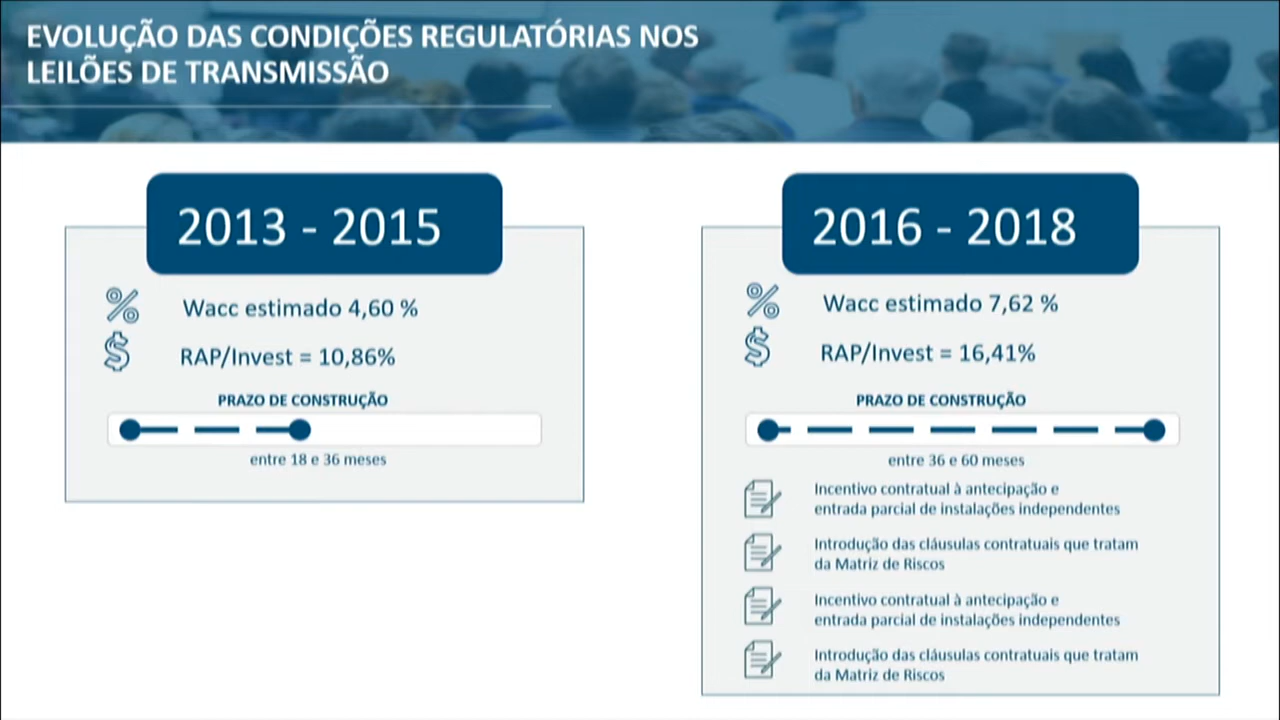 EVOLUÇÃO DAS CONDIÇÕES REGULATÓRIAS NOS
LEILÕES DE TRANSMISSÃO
2013 - 2015
Wacc estimado 4,60 %
RAP/Invest = 10,86%
PRAZO DE CONSTRUÇÃO
entre 18 e 36 meses
2016 - 2018
Wacc estimado 7,62 %
RAP/Invest = 16,41%
PRAZO DE CONSTRUÇÃO
entre 36 e 60 meses
Incentivo contratual à antecipação e
entrada parcial de instalações independentes
Introdução das cláusulas contratuais que tratam
da Matriz de Riscos
Incentivo contratual à antecipação e
entrada parcial de instalações independentes
Introdução das cláusulas contratuais que tratam
da Matriz de Riscos